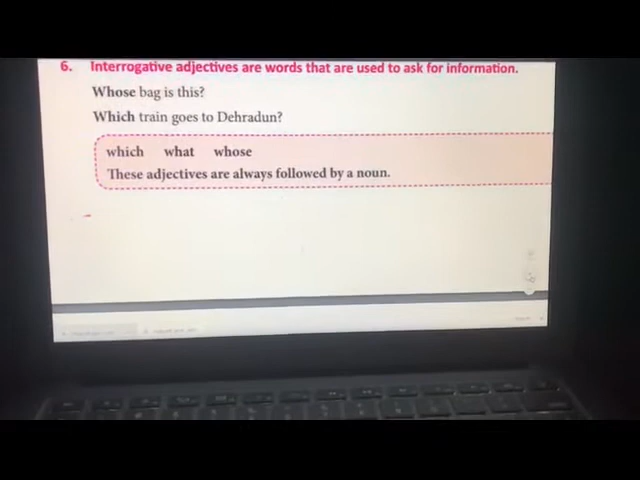 6. Interrogative adjectives are words that are used to ask for information.
Whose bag is this?
Which train goes to Dehradun?
which what whose
These adjectives are always followed by a noun.